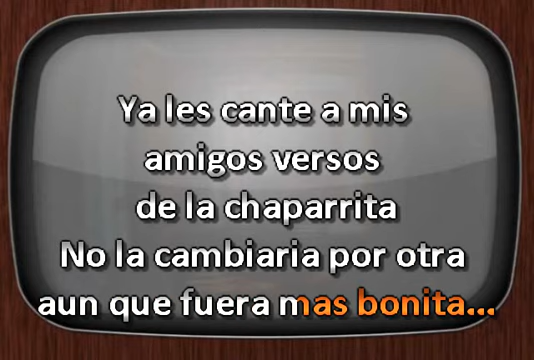 Ya les cante a mis
amigos versos
de la chaparrita
No la cambiaria por otra
aun que fuera mas bonita...